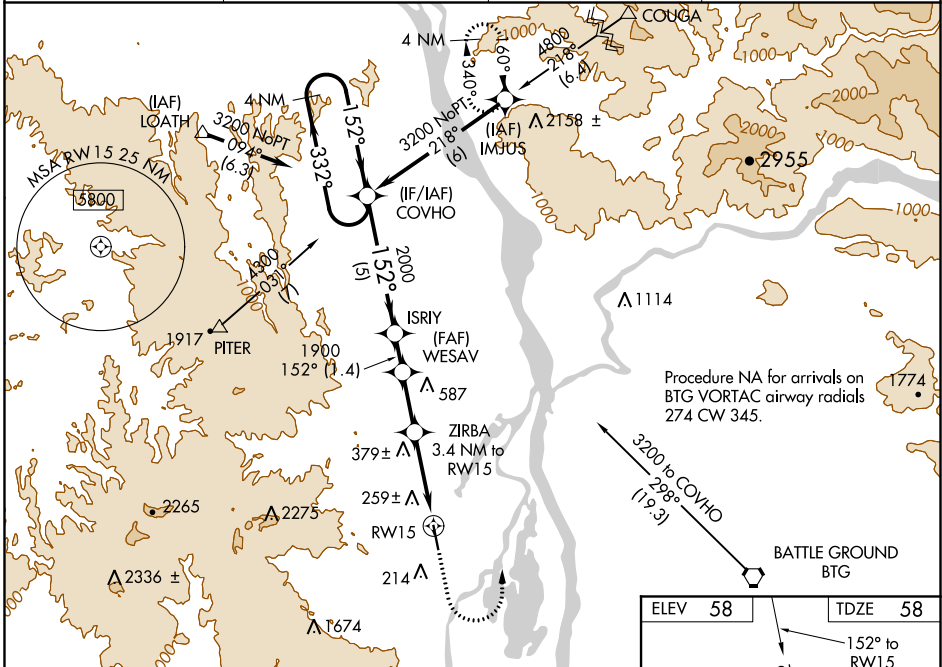 COUGA
1000
4 NM
60°
4800
218°
(6.4)
340°
1000
1000
2000
(IAF)
LOATH
4 NM
3200 NoPT
094°
(6.3)
152°
332°
3200 NoPT
218°
(6)
(IAF)
IMJUS
2158 ±
2000
2955
1000
MSA RW15 25 NM
5800
(IF/IAF)
COVHO
1000
1000
4300
031°
(7)
2000
152°
(5)
1114
1917
PITER
ISRIY
(FAF)
WESAV
1900
152° (1.4)
587
Procedure NA for arrivals on
BTG VORTAC airway radials
274 CW 345.
1774
ZIRBA
3.4 NM to
RW15
379±
3200 to COVHO
298°
(19.3)
259±
2265
2275
RW15
BATTLE GROUND
BTG
214
2336 ±
1674
ELEV 58
TDZE 58
152° to
RW15